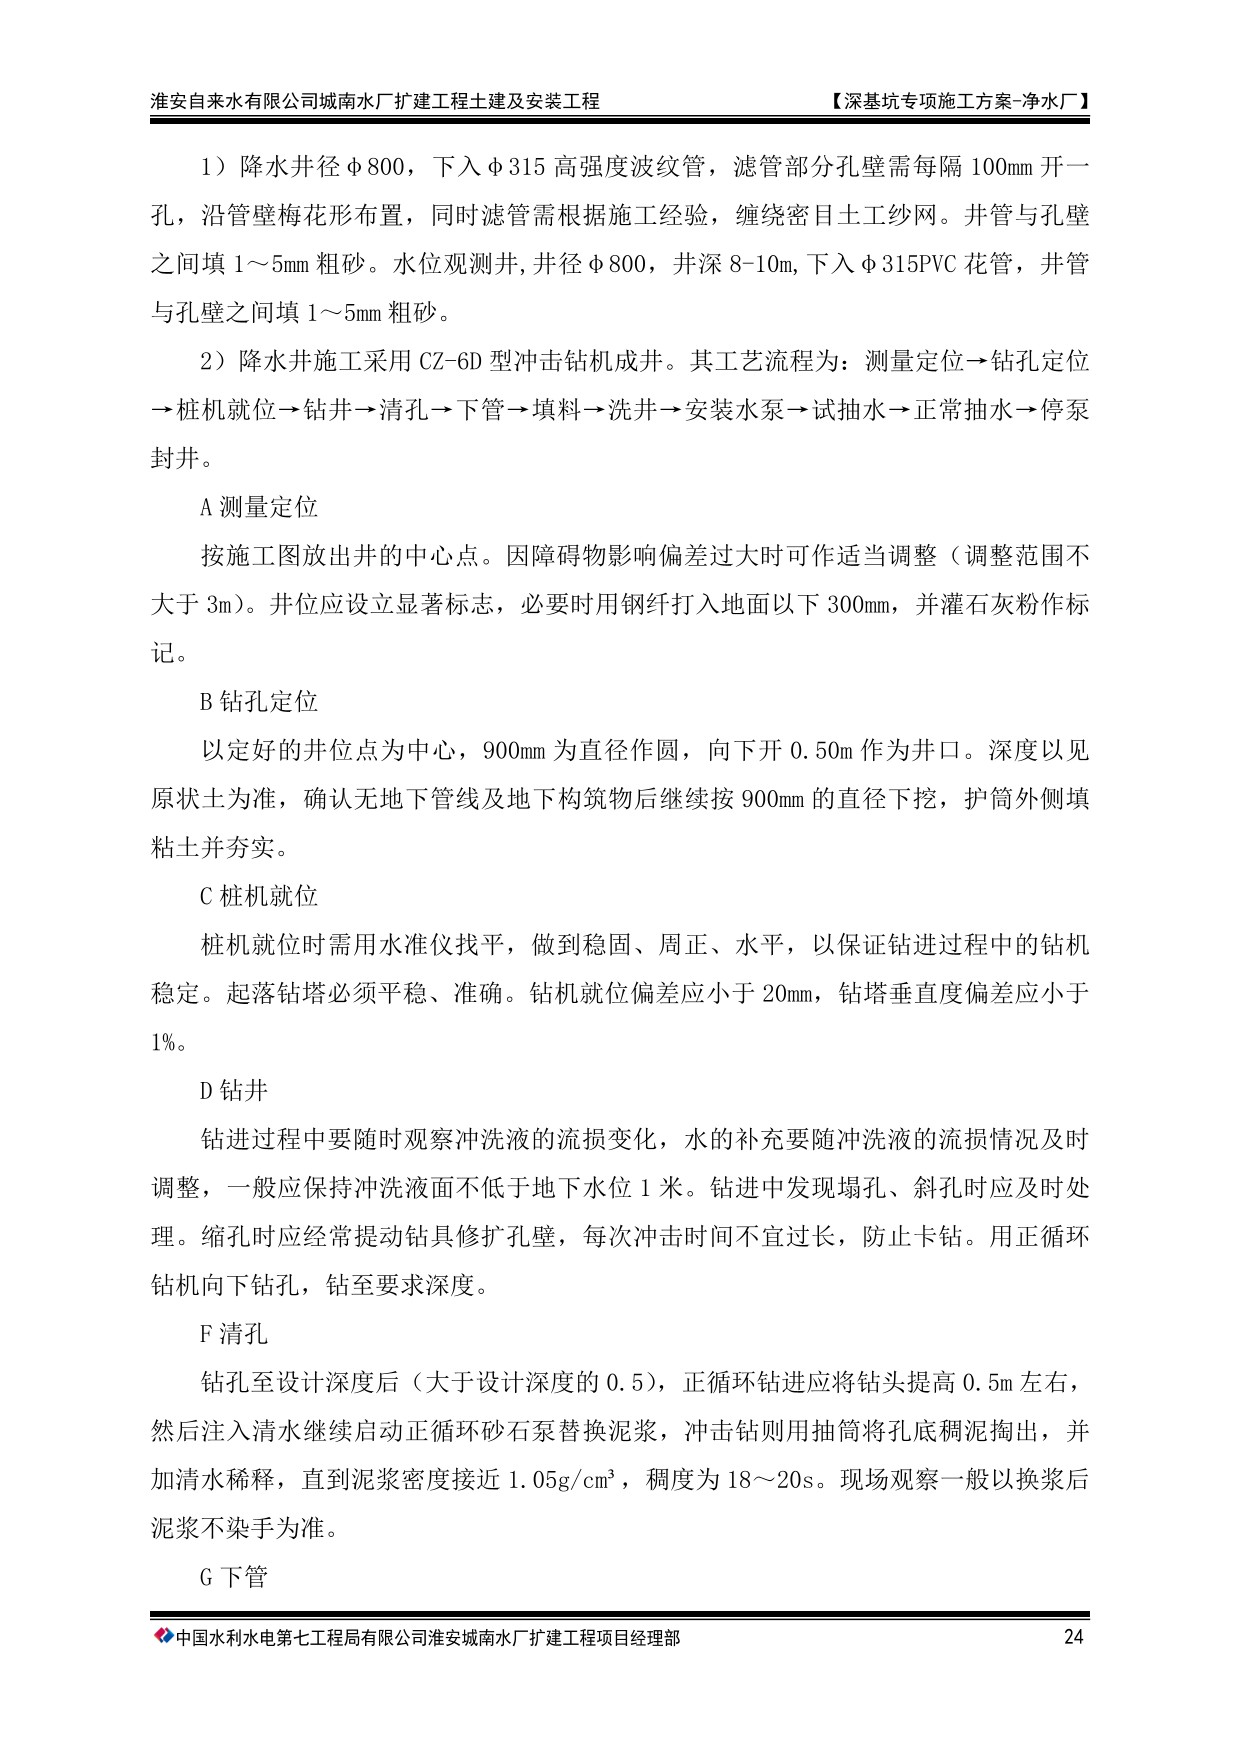 淮安自来水有限公司城南水厂扩建工程土建及安装工程 【深基坑专项施工方案-净水厂】
1）降水井径φ800，下入φ315高强度波纹管，滤管部分孔壁需每隔100mm开一
孔，沿管壁梅花形布置，同时滤管需根据施工经验，缠绕密目土工纱网。井管与孔壁
之间填1～5mm粗砂。水位观测井,井径φ800，井深8-10m,下入φ315PVC花管，井管
与孔壁之间填1～5mm粗砂。
2）降水井施工采用CZ-6D型冲击钻机成井。其工艺流程为：测量定位→钻孔定位
→桩机就位→钻井→清孔→下管→填料→洗井→安装水泵→试抽水→正常抽水→停泵
封井。
A测量定位
按施工图放出井的中心点。因障碍物影响偏差过大时可作适当调整（调整范围不
大于3m）。井位应设立显著标志，必要时用钢纤打入地面以下300mm，并灌石灰粉作标
记。
B钻孔定位
以定好的井位点为中心，900mm为直径作圆，向下开0.50m作为井口。深度以见
原状土为准，确认无地下管线及地下构筑物后继续按900mm的直径下挖，护筒外侧填
粘土并夯实。
C桩机就位
桩机就位时需用水准仪找平，做到稳固、周正、水平，以保证钻进过程中的钻机
稳定。起落钻塔必须平稳、准确。钻机就位偏差应小于20mm，钻塔垂直度偏差应小于
1%。
D钻井
钻进过程中要随时观察冲洗液的流损变化，水的补充要随冲洗液的流损情况及时
调整，一般应保持冲洗液面不低于地下水位1米。钻进中发现塌孔、斜孔时应及时处
理。缩孔时应经常提动钻具修扩孔壁，每次冲击时间不宜过长，防止卡钻。用正循环
钻机向下钻孔，钻至要求深度。
F清孔
钻孔至设计深度后（大于设计深度的0.5），正循环钻进应将钻头提高0.5m左右，
然后注入清水继续启动正循环砂石泵替换泥浆，冲击钻则用抽筒将孔底稠泥掏出，并
加清水稀释，直到泥浆密度接近1.05g/cm³，稠度为18～20s。现场观察一般以换浆后
泥浆不染手为准。
G下管
中国水利水电第七工程局有限公司淮安城南水厂扩建工程项目经理部 24